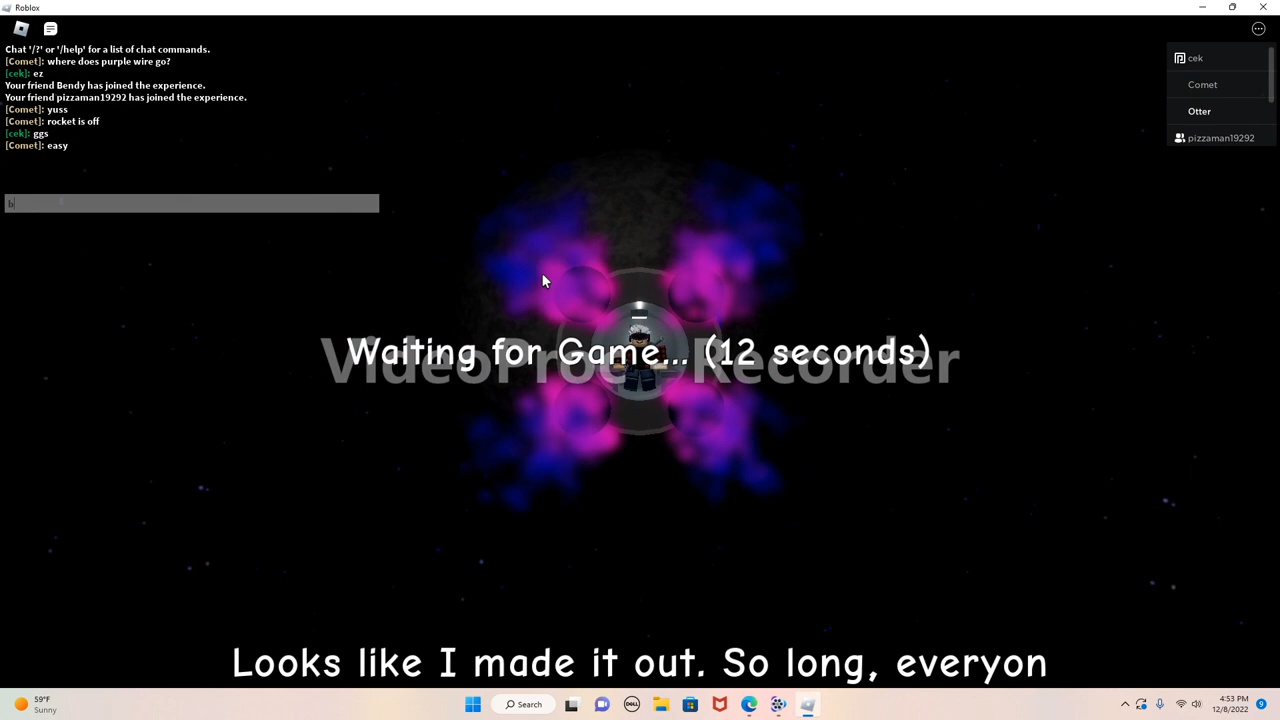 Roblox
Chat '/?' or '/help' for a list of chat commands.
[Comet]: where does purple wire go?
[cek]: ez
Your friend Bendy has joined the experience.
Your friend pizzaman19292 has joined the experience.
[Comet]: yuss
[Comet]: rocket is off
[cek]: ggs
[Comet]: easy
b
cek
Comet
Otter
pizzaman19292
Waiting for Game... (12 seconds)
VideoProc Recorder
Looks like I made it out. So long, everyon
59°F
Sunny
Search
DELL
4:53 PM
12/8/2022
9